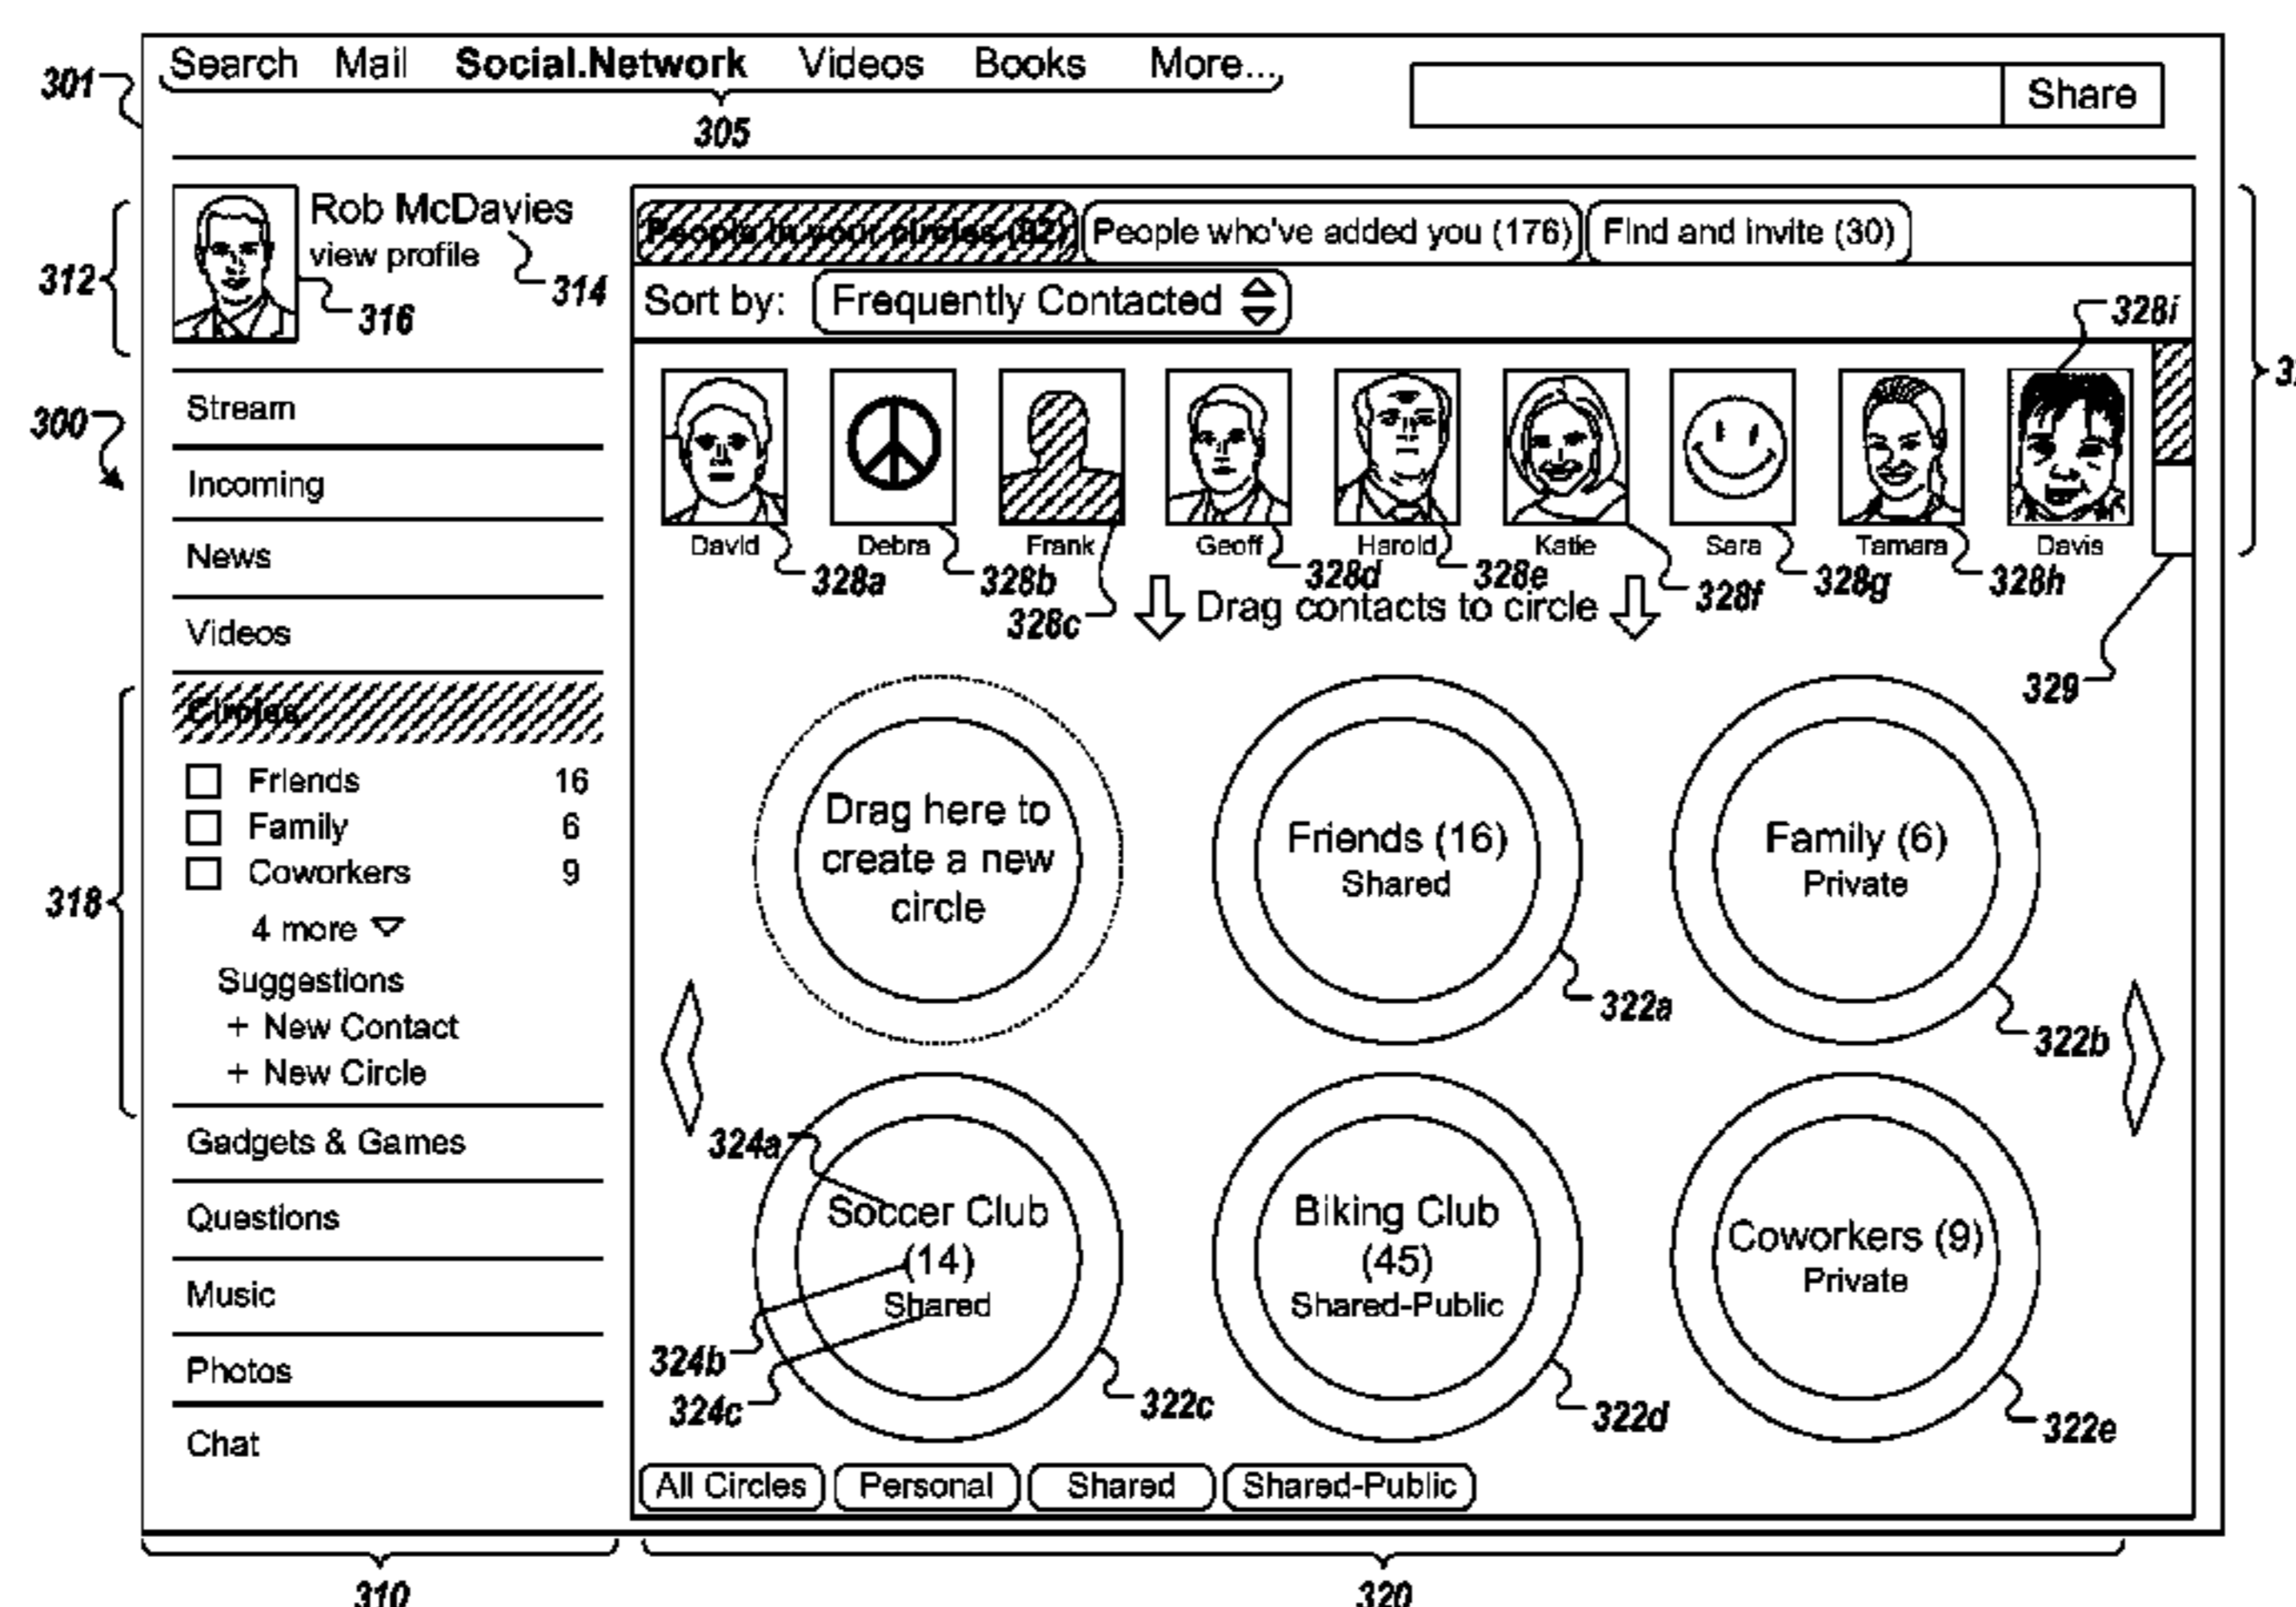 Search Mail Social.Network Videos Books More...
Share
301
305
Rob McDavies
view profile
312
314
316
People in your circles (82) People who've added you (176) Find and invite (30)
Sort by: Frequently Contacted
328i
300
Stream
Incoming
News
Videos
David Debra Frank Geoff Harold Katie Sara Tamara Davis
328a 328b 328c 328d 328e 328f 328g 328h
Drag contacts to circle
329
318
Circles
Friends 16
Family 6
Coworkers 9
4 more
Suggestions
+ New Contact
+ New Circle
Gadgets & Games
Questions
Music
Photos
Chat
Drag here to
create a new
circle
Friends (16)
Shared
322a
Family (6)
Private
322b
324a
Soccer Club
(14)
Shared
324b
324c
322c
Biking Club
(45)
Shared-Public
322d
Coworkers (9)
Private
322e
All Circles Personal Shared Shared-Public
310
320